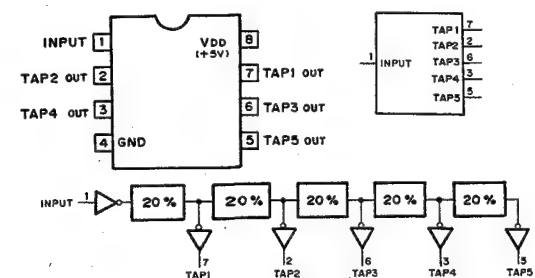 INPUT 1
TAP2 OUT 2
TAP4 OUT 3
4 GND
VDD 8
(+5V)
7 TAP1 OUT
6 TAP3 OUT
5 TAP5 OUT
1 INPUT
TAP1 7
TAP2 2
TAP3 6
TAP4 3
TAP5 5
INPUT 1 20% 20% 20% 20% 20%
7 2 6 3 5
TAP1 TAP2 TAP3 TAP4 TAP5